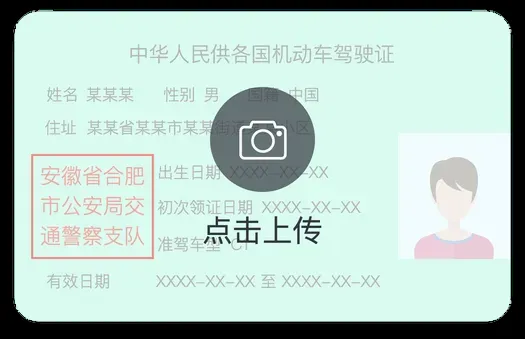 中华人民供各国机动车驾驶证
姓名 某某某 性别 男 国籍 中国
住址 某某省某某市某某街道 小区
安徽省合肥
市公安局交
通警察支队
出生日期 XXXX-XX-XX
初次领证日期 XXXX-XX-XX
准驾车型 C1
点击上传
有效日期 XXXX-XX-XX 至 XXXX-XX-XX